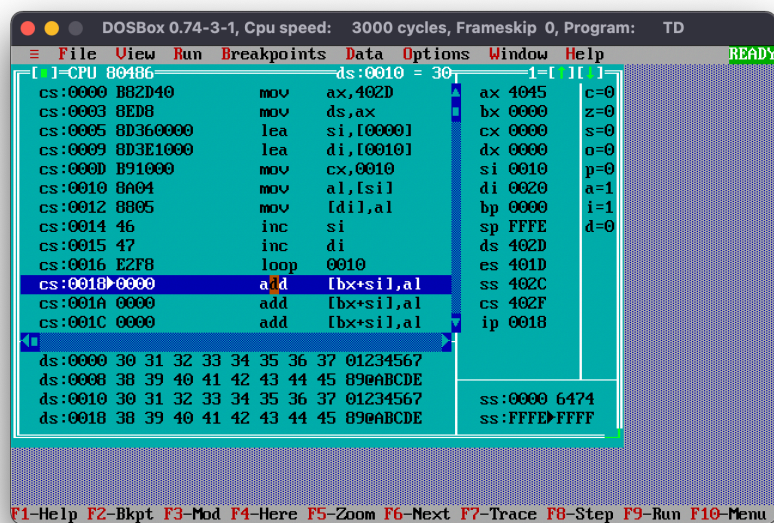 DOSBox 0.74-3-1, Cpu speed: 3000 cycles, Frameskip 0, Program: TD
≡ File View Run Breakpoints Data Options Window Help READY
[■]=CPU 80486 ds:0010 = 30 1=[↑][↓]
cs:0000 B82D40 mov ax,402D ax 4045 c=0
cs:0003 8ED8 mov ds,ax bx 0000 z=0
cs:0005 8D360000 lea si,[0000] cx 0000 s=0
cs:0009 8D3E1000 lea di,[0010] dx 0000 o=0
cs:000D B91000 mov cx,0010 si 0010 p=0
cs:0010 8A04 mov al,[si] di 0020 a=1
cs:0012 8805 mov [di],al bp 0000 i=1
cs:0014 46 inc si sp FFFE d=0
cs:0015 47 inc di ds 402D
cs:0016 E2F8 loop 0010 es 401D
cs:0018►0000 add [bx+si],al ss 402C
cs:001A 0000 add [bx+si],al cs 402F
cs:001C 0000 add [bx+si],al ip 0018
ds:0000 30 31 32 33 34 35 36 37 01234567
ds:0008 38 39 40 41 42 43 44 45 89@ABCDE
ds:0010 30 31 32 33 34 35 36 37 01234567 ss:0000 6474
ds:0018 38 39 40 41 42 43 44 45 89@ABCDE ss:FFFE►FFFF
F1-Help F2-Bkpt F3-Mod F4-Here F5-Zoom F6-Next F7-Trace F8-Step F9-Run F10-Menu